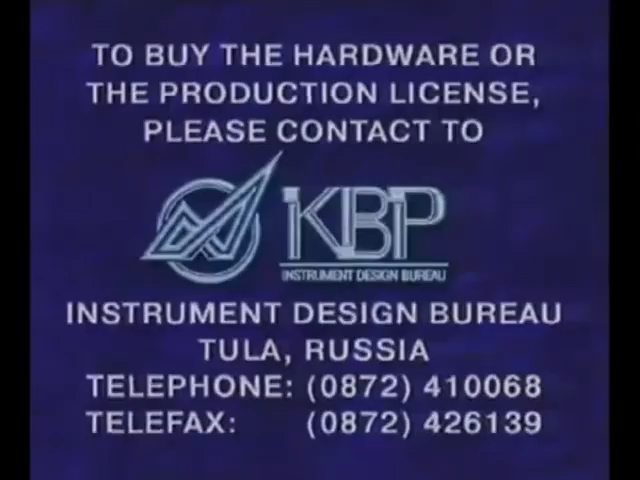 TO BUY THE HARDWARE OR
THE PRODUCTION LICENSE,
PLEASE CONTACT TO
KBP
INSTRUMENT DESIGN BUREAU
INSTRUMENT DESIGN BUREAU
TULA, RUSSIA
TELEPHONE: (0872) 410068
TELEFAX: (0872) 426139